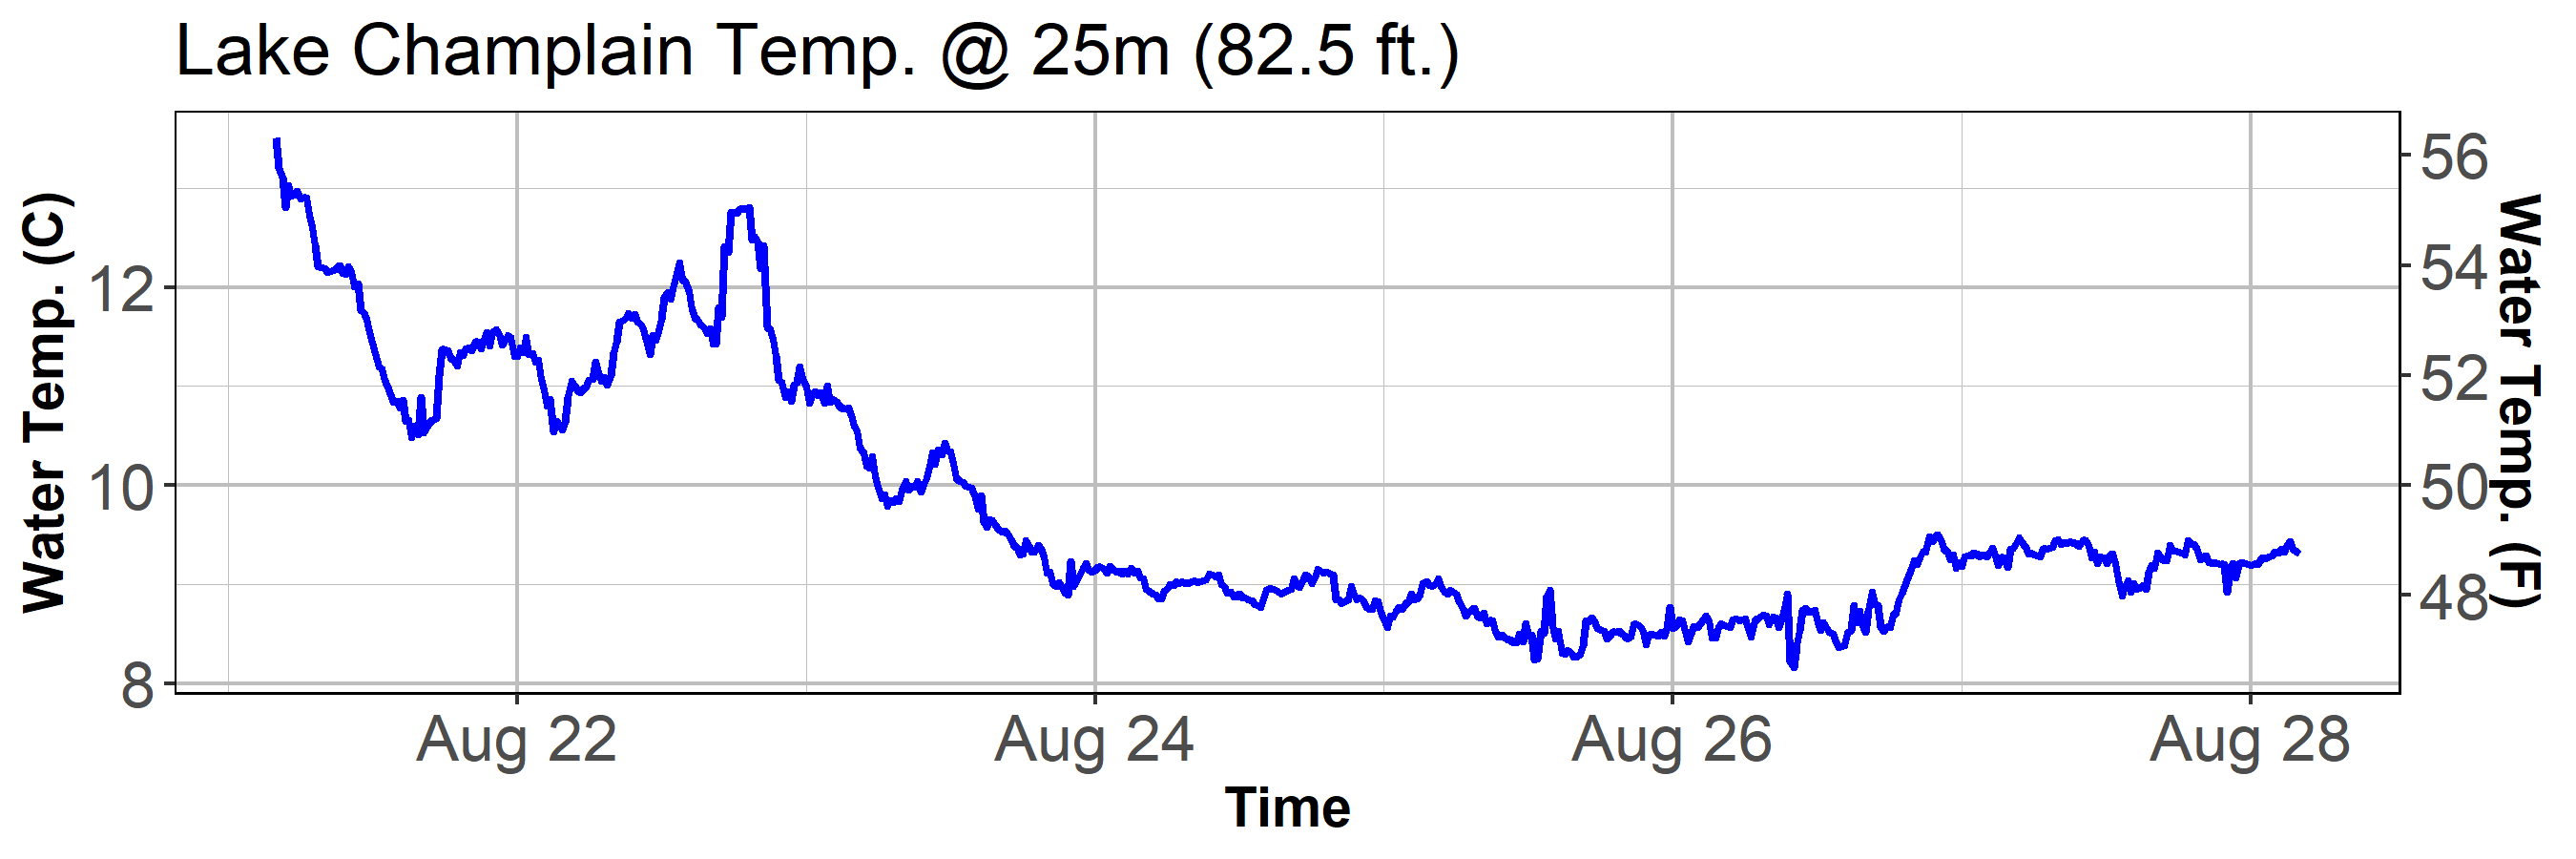 Lake Champlain Temp. @ 25m (82.5 ft.)
Water Temp. (C)
12
10
8
56
54
52
50
48
Water Temp. (F)
Aug 22
Aug 24
Aug 26
Aug 28
Time